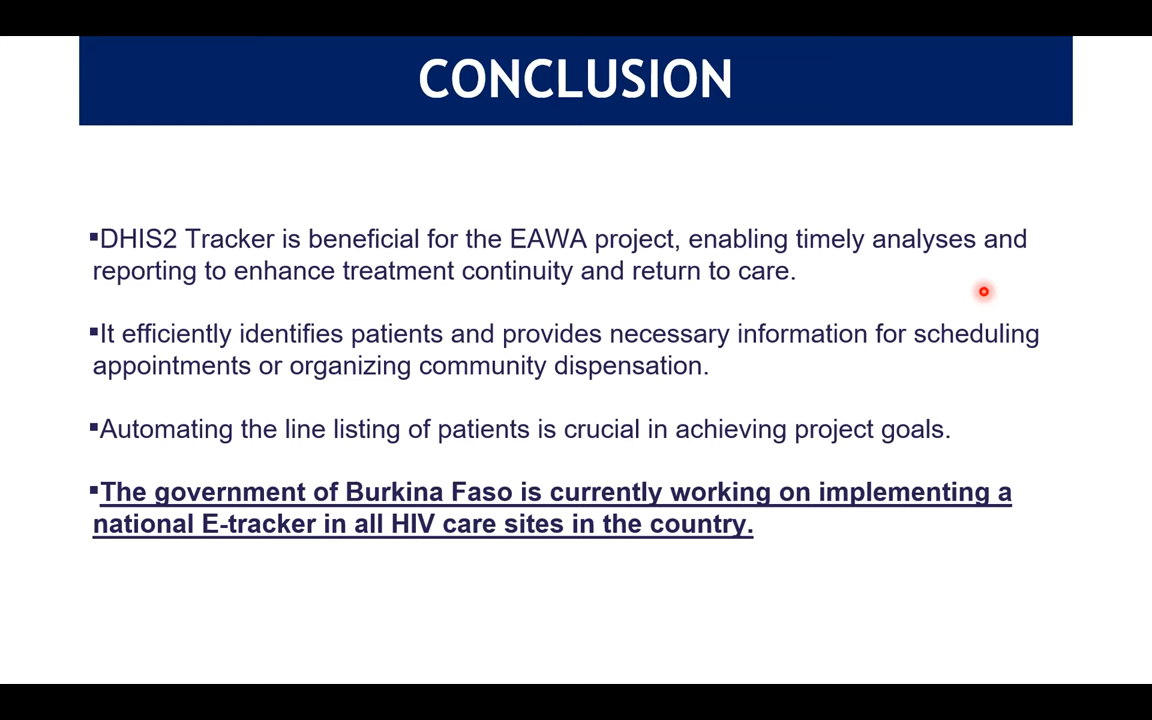 CONCLUSION
▪DHIS2 Tracker is beneficial for the EAWA project, enabling timely analyses and
reporting to enhance treatment continuity and return to care.
▪It efficiently identifies patients and provides necessary information for scheduling
appointments or organizing community dispensation.
▪Automating the line listing of patients is crucial in achieving project goals.
▪The government of Burkina Faso is currently working on implementing a
national E-tracker in all HIV care sites in the country.